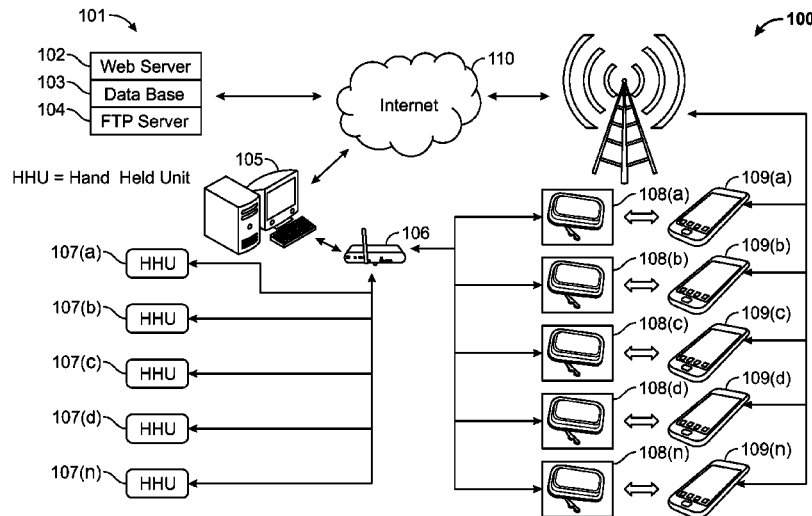 101
100
102
Web Server
103
Data Base
104
FTP Server
110
Internet
HHU = Hand Held Unit
105
106
107(a)
HHU
107(b)
HHU
107(c)
HHU
107(d)
HHU
107(n)
HHU
108(a)
109(a)
108(b)
109(b)
108(c)
109(c)
108(d)
109(d)
108(n)
109(n)